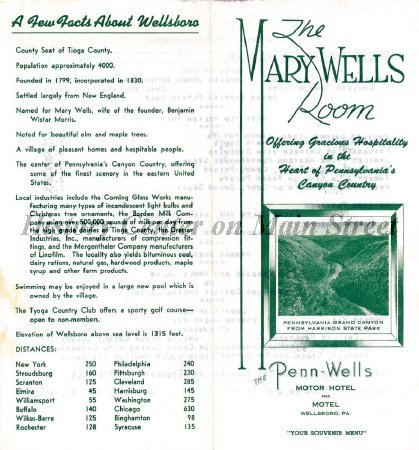 A Few Facts About Wellsboro
County Seat of Tioga County.
Population approximately 4000.
Founded in 1799, incorporated in 1830.
Settled largely from New England.
Named for Mary Wells, wife of the founder, Benjamin
Wistar Morris.
Noted for beautiful elm and maple trees.
A village of pleasant homes and hospitable people.
The center of Pennsylvania's Canyon Country, offering
some of the finest scenery in the eastern United
States.
Local industries include the Corning Glass Works manu-
facturing many types of incandescent light bulbs and
Christmas tree ornaments, the Borden Milk Com-
pany using over 500,000 pounds of milk per day from
the high grade dairies of Tioga County, the Dresser
Industries, Inc., manufacturers of compression fit-
tings, and the Mergenthaler Company manufacturers
of Linofilm. The locality also yields bituminous coal,
dairy rations, natural gas, hardwood products, maple
syrup and other farm products.
Swimming may be enjoyed in a large new pool which is
owned by the village.
The Tyoga Country Club offers a sporty golf course—
open to non-members.
Elevation of Wellsboro above sea level is 1315 feet.
DISTANCES:
New York 250 Philadelphia 240
Stroudsburg 160 Pittsburgh 230
Scranton 125 Cleveland 285
Elmira 45 Harrisburg 145
Williamsport 55 Washington 275
Buffalo 140 Chicago 630
Wilkes-Barre 125 Binghamton 98
Rochester 128 Syracuse 135
The
MARY WELLS
Room
Offering Gracious Hospitality
in the
Heart of Pennsylvania's
Canyon Country
PENNSYLVANIA GRAND CANYON
FROM HARRISON STATE PARK
THE Penn-Wells
MOTOR HOTEL
AND
MOTEL
WELLSBORO, PA.
"YOUR SOUVENIR MENU"
Center on Main Street